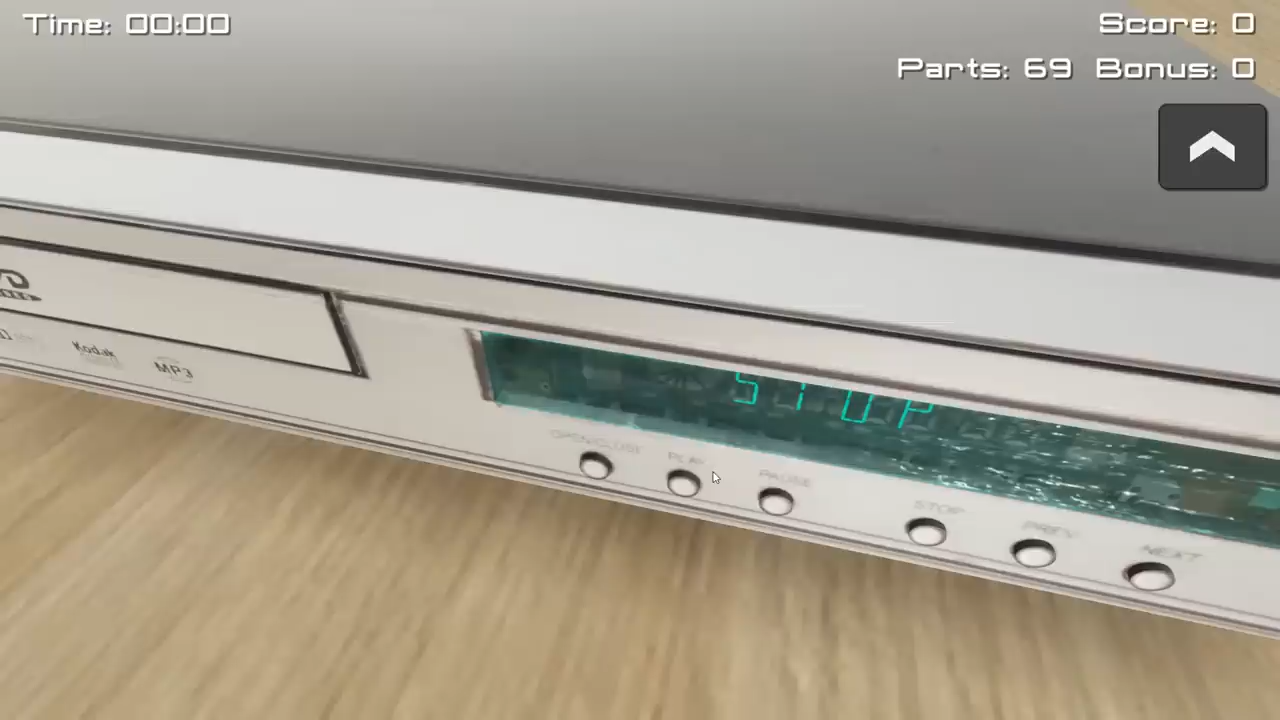 Time: 00:00
Score: 0
Parts: 69 Bonus: 0
Kodak
MP3
STOP
OPEN/CLOSE
PLAY
PAUSE
STOP
PREV
NEXT